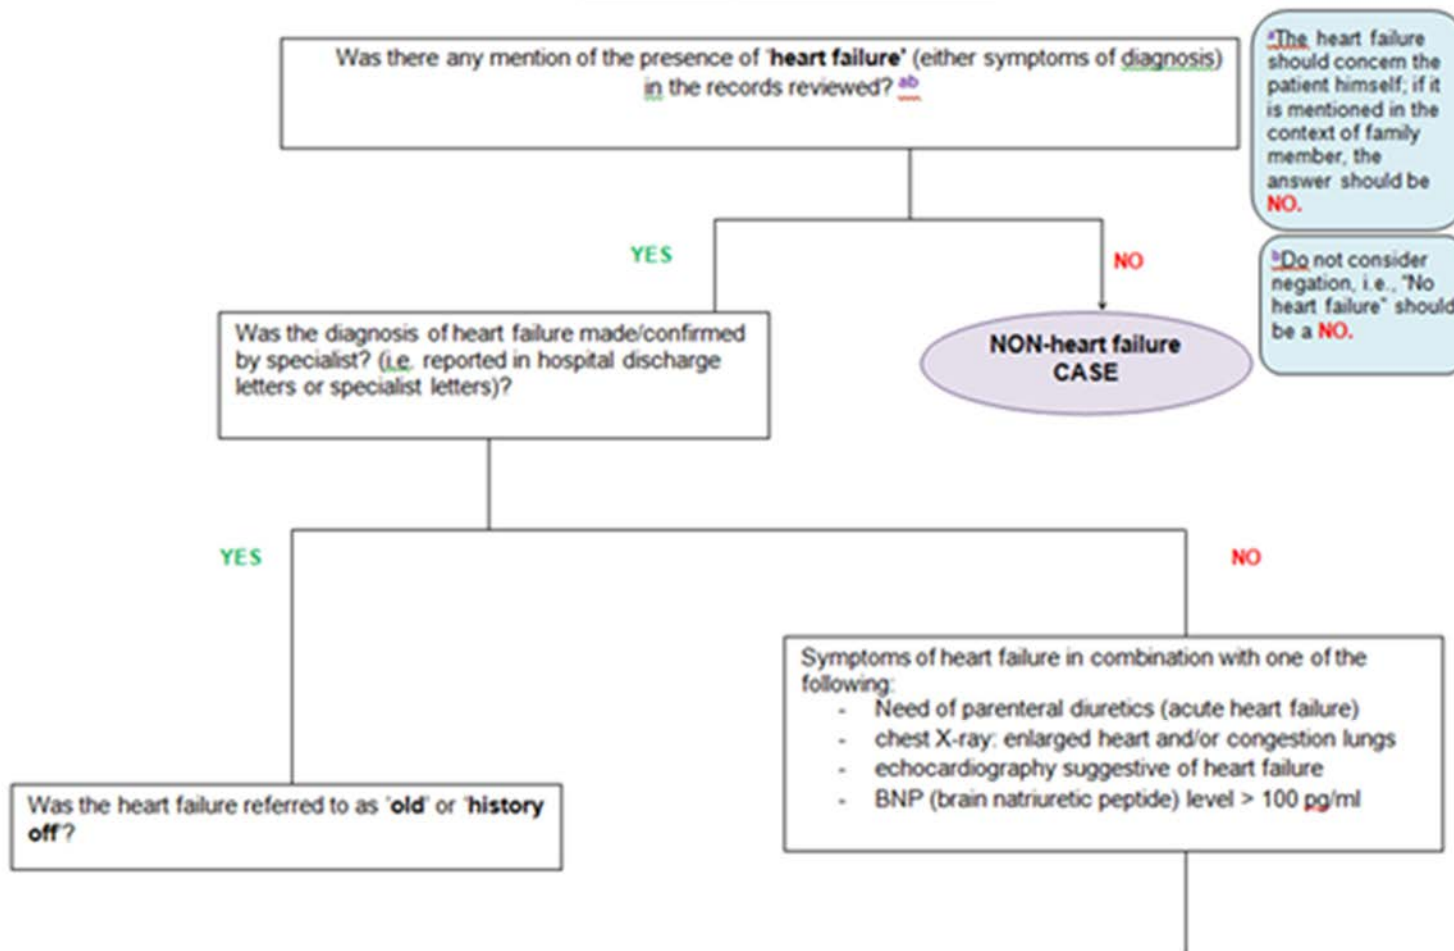 Was there any mention of the presence of 'heart failure' (either symptoms of diagnosis)
in the records reviewed? ab
aThe heart failure
should concern the
patient himself; if it
is mentioned in the
context of family
member, the
answer should be
NO.
YES
NO
bDo not consider
negation, i.e., "No
heart failure" should
be a NO.
Was the diagnosis of heart failure made/confirmed
by specialist? (i.e. reported in hospital discharge
letters or specialist letters)?
NON-heart failure
CASE
YES
NO
Symptoms of heart failure in combination with one of the
following:
- Need of parenteral diuretics (acute heart failure)
- chest X-ray: enlarged heart and/or congestion lungs
- echocardiography suggestive of heart failure
- BNP (brain natriuretic peptide) level > 100 pg/ml
Was the heart failure referred to as 'old' or 'history
off'?